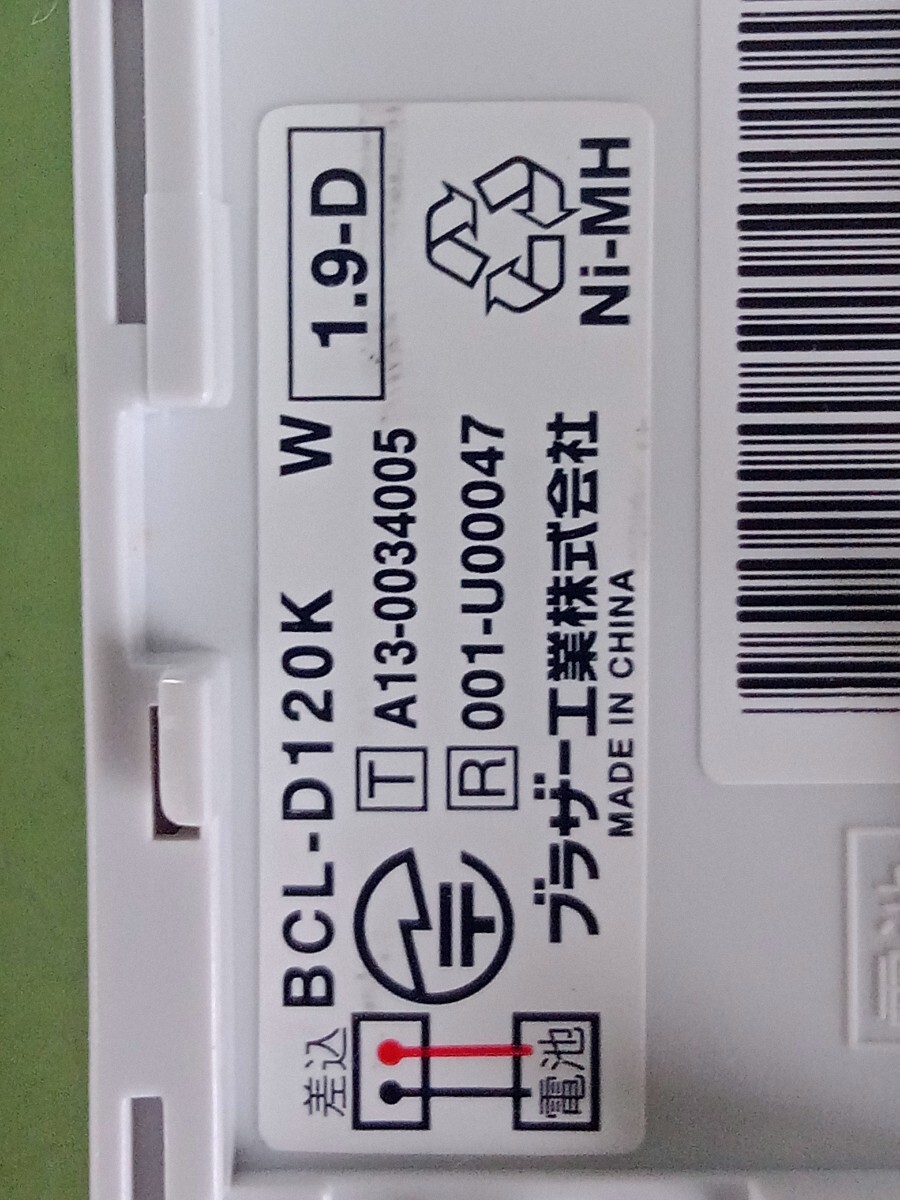 BCL-D120K W 1.9-D
T A13-0034005
R 001-U00047
ブラザー工業株式会社
MADE IN CHINA
Ni-MH
差込
電池